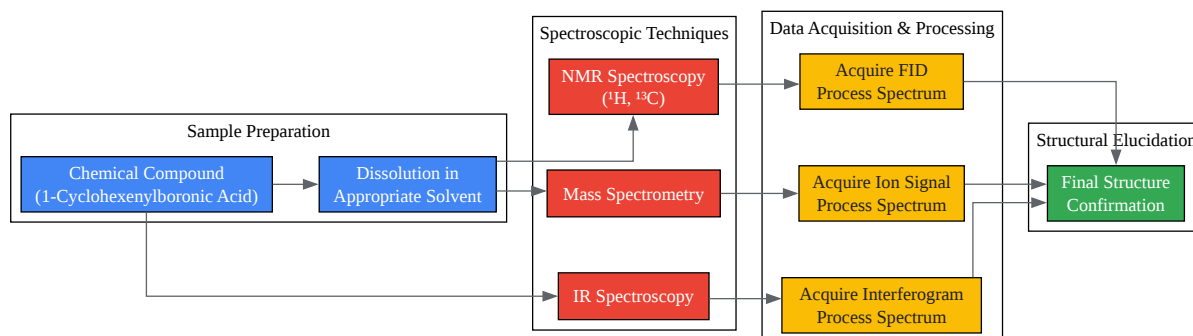 Sample Preparation
Chemical Compound
(1-Cyclohexenylboronic Acid)
Dissolution in
Appropriate Solvent
Spectroscopic Techniques
NMR Spectroscopy
(¹H, ¹³C)
Mass Spectrometry
IR Spectroscopy
Data Acquisition & Processing
Acquire FID
Process Spectrum
Acquire Ion Signal
Process Spectrum
Acquire Interferogram
Process Spectrum
Structural Elucidation
Final Structure
Confirmation